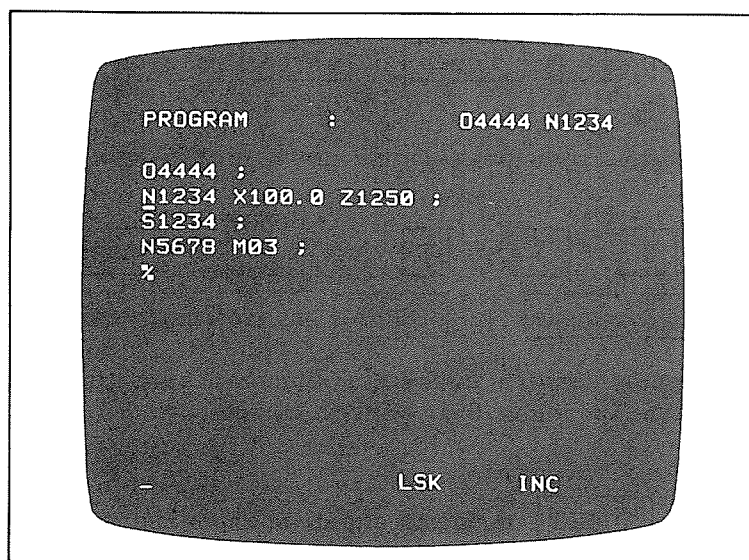 PROGRAM : O4444 N1234
O4444 ;
N1234 X100.0 Z1250 ;
S1234 ;
N5678 M03 ;
%
_ LSK INC